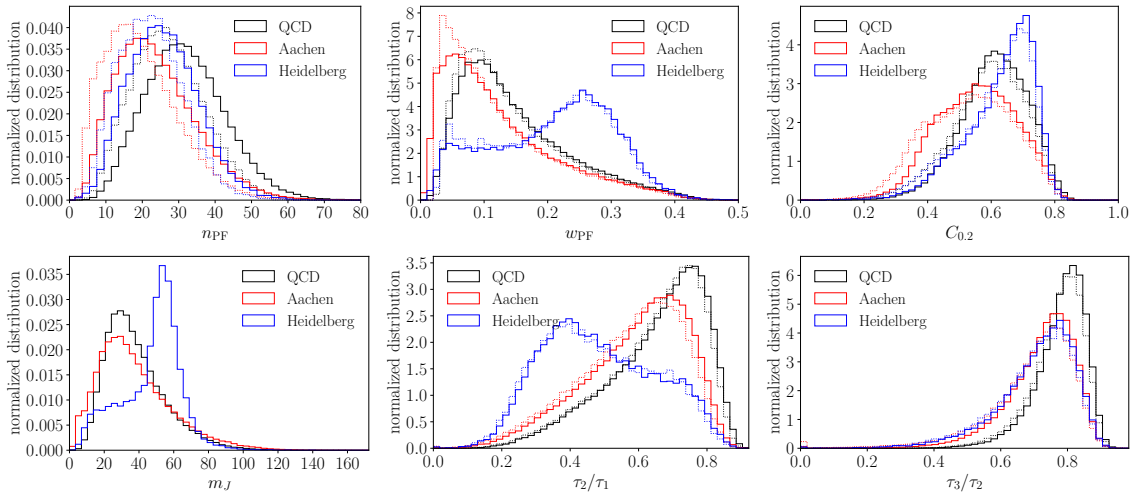 normalized distribution
0.040
0.035
0.030
0.025
0.020
0.015
0.010
0.005
0.000
QCD
Aachen
Heidelberg
0 10 20 30 40 50 60 70 80
n_PF
normalized distribution
8
7
6
5
4
3
2
1
0
QCD
Aachen
Heidelberg
0.0 0.1 0.2 0.3 0.4 0.5
w_PF
normalized distribution
4
3
2
1
0
QCD
Aachen
Heidelberg
0.0 0.2 0.4 0.6 0.8 1.0
C_0.2
normalized distribution
0.035
0.030
0.025
0.020
0.015
0.010
0.005
0.000
QCD
Aachen
Heidelberg
0 20 40 60 80 100 120 140 160
m_J
normalized distribution
3.5
3.0
2.5
2.0
1.5
1.0
0.5
0.0
QCD
Aachen
Heidelberg
0.0 0.2 0.4 0.6 0.8
τ_2/τ_1
normalized distribution
6
5
4
3
2
1
0
QCD
Aachen
Heidelberg
0.0 0.2 0.4 0.6 0.8
τ_3/τ_2